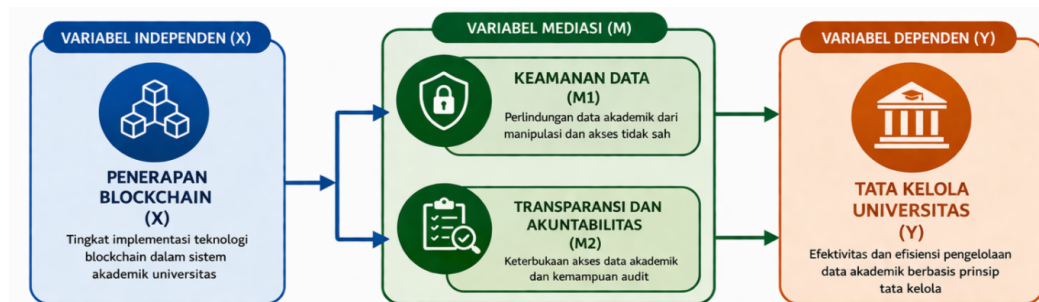 VARIABEL INDEPENDEN (X)
PENERAPAN
BLOCKCHAIN
(X)
Tingkat implementasi teknologi
blockchain dalam sistem
akademik universitas
VARIABEL MEDIASI (M)
KEAMANAN DATA
(M1)
Perlindungan data akademik dari
manipulasi dan akses tidak sah
TRANSPARANSI DAN
AKUNTABILITAS
(M2)
Keterbukaan akses data akademik
dan kemampuan audit
VARIABEL DEPENDEN (Y)
TATA KELOLA
UNIVERSITAS
(Y)
Efektivitas dan efisiensi pengelolaan
data akademik berbasis prinsip
tata kelola